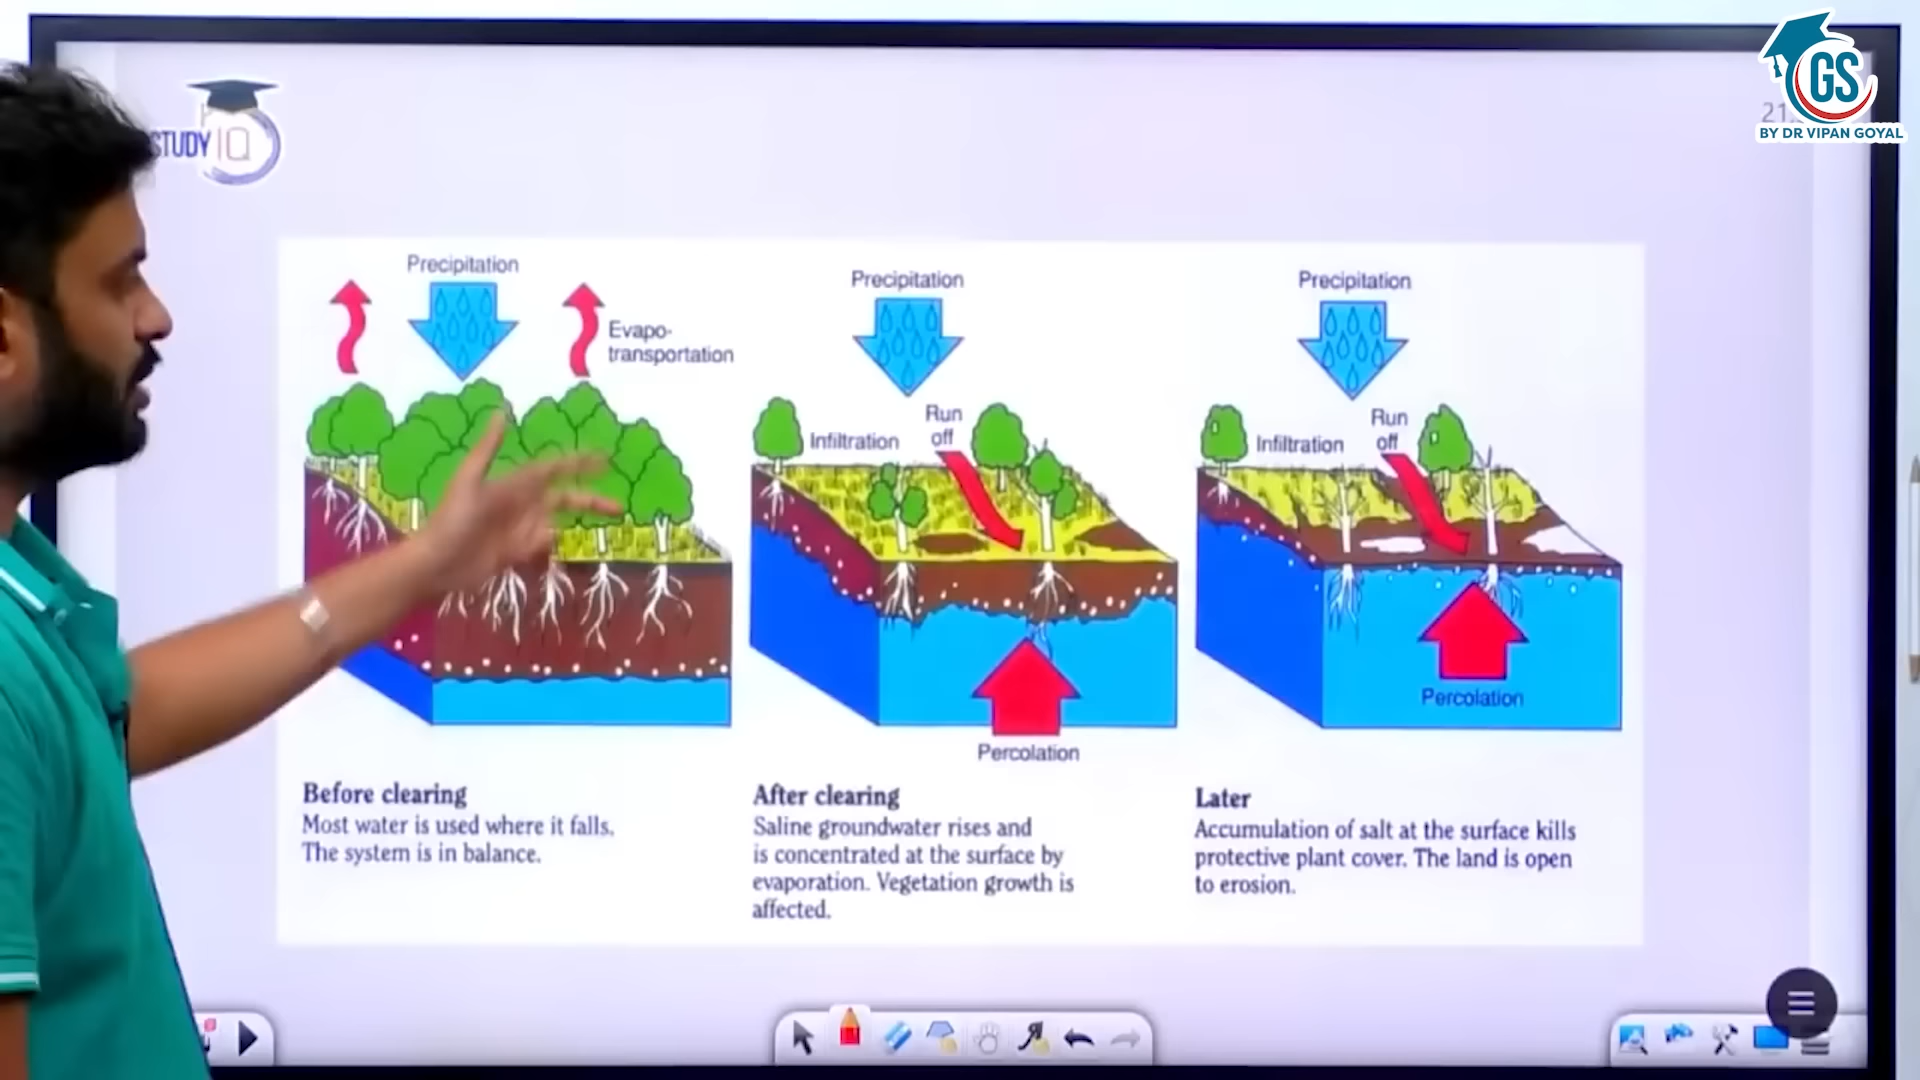 STUDY IQ
GS
BY DR VIPAN GOYAL
Precipitation
Evapo-
transportation
Precipitation
Infiltration
Run
off
Percolation
Precipitation
Infiltration
Run
off
Percolation
Before clearing
Most water is used where it falls.
The system is in balance.
After clearing
Saline groundwater rises and
is concentrated at the surface by
evaporation. Vegetation growth is
affected.
Later
Accumulation of salt at the surface kills
protective plant cover. The land is open
to erosion.